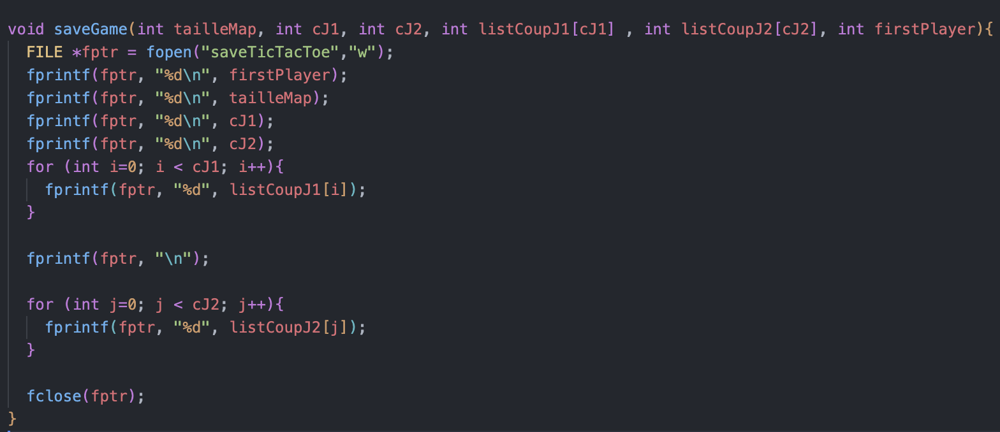 void saveGame(int tailleMap, int cJ1, int cJ2, int listCoupJ1[cJ1] , int listCoupJ2[cJ2], int firstPlayer){
  FILE *fptr = fopen("saveTicTacToe","w");
  fprintf(fptr, "%d\n", firstPlayer);
  fprintf(fptr, "%d\n", tailleMap);
  fprintf(fptr, "%d\n", cJ1);
  fprintf(fptr, "%d\n", cJ2);
  for (int i=0; i < cJ1; i++){
    fprintf(fptr, "%d", listCoupJ1[i]);
  }

  fprintf(fptr, "\n");

  for (int j=0; j < cJ2; j++){
    fprintf(fptr, "%d", listCoupJ2[j]);
  }

  fclose(fptr);
}